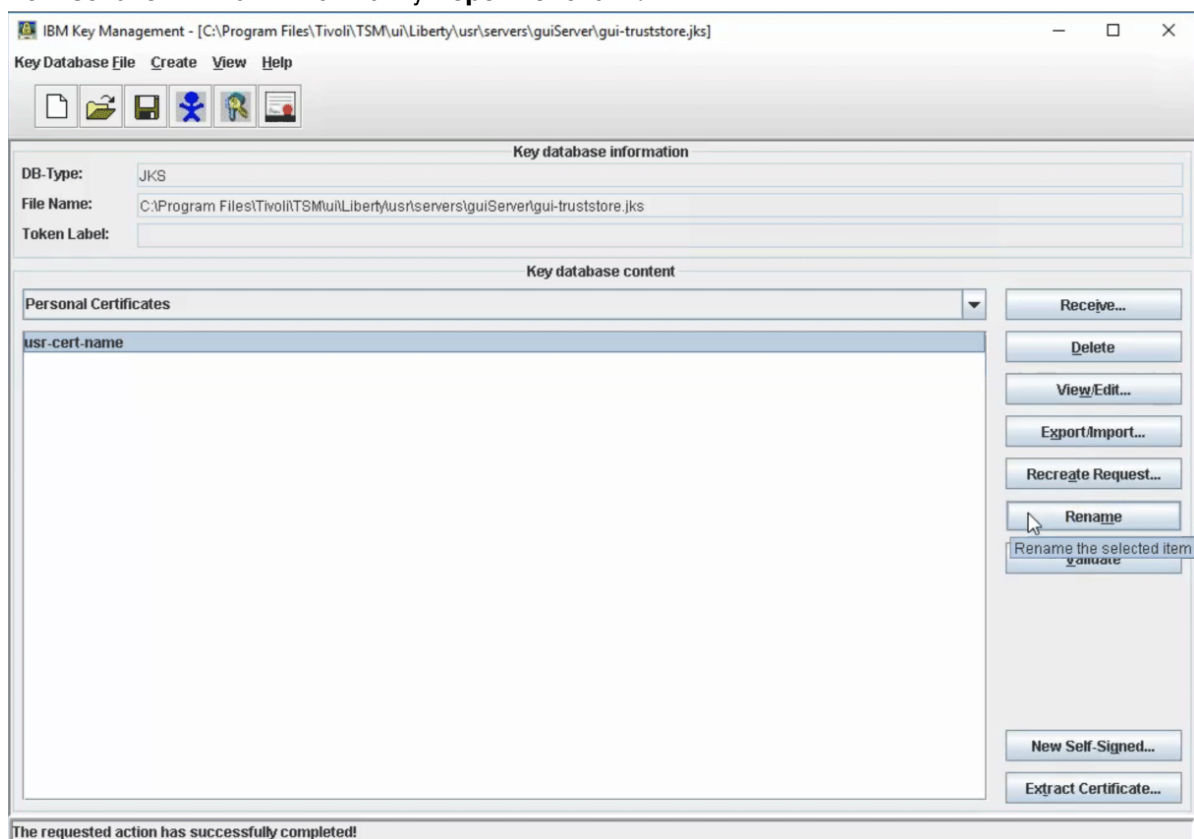 IBM Key Management - [C:\Program Files\Tivoli\TSM\ui\Liberty\usr\servers\guiServer\gui-truststore.jks]
Key Database File Create View Help
Key database information
DB-Type: JKS
File Name: C:\Program Files\Tivoli\TSM\ui\Liberty\usr\servers\guiServer\gui-truststore.jks
Token Label:
Key database content
Personal Certificates
Receive...
usr-cert-name
Delete
View/Edit...
Export/Import...
Recreate Request...
Rename
Rename the selected item
Validate
New Self-Signed...
Extract Certificate...
The requested action has successfully completed!